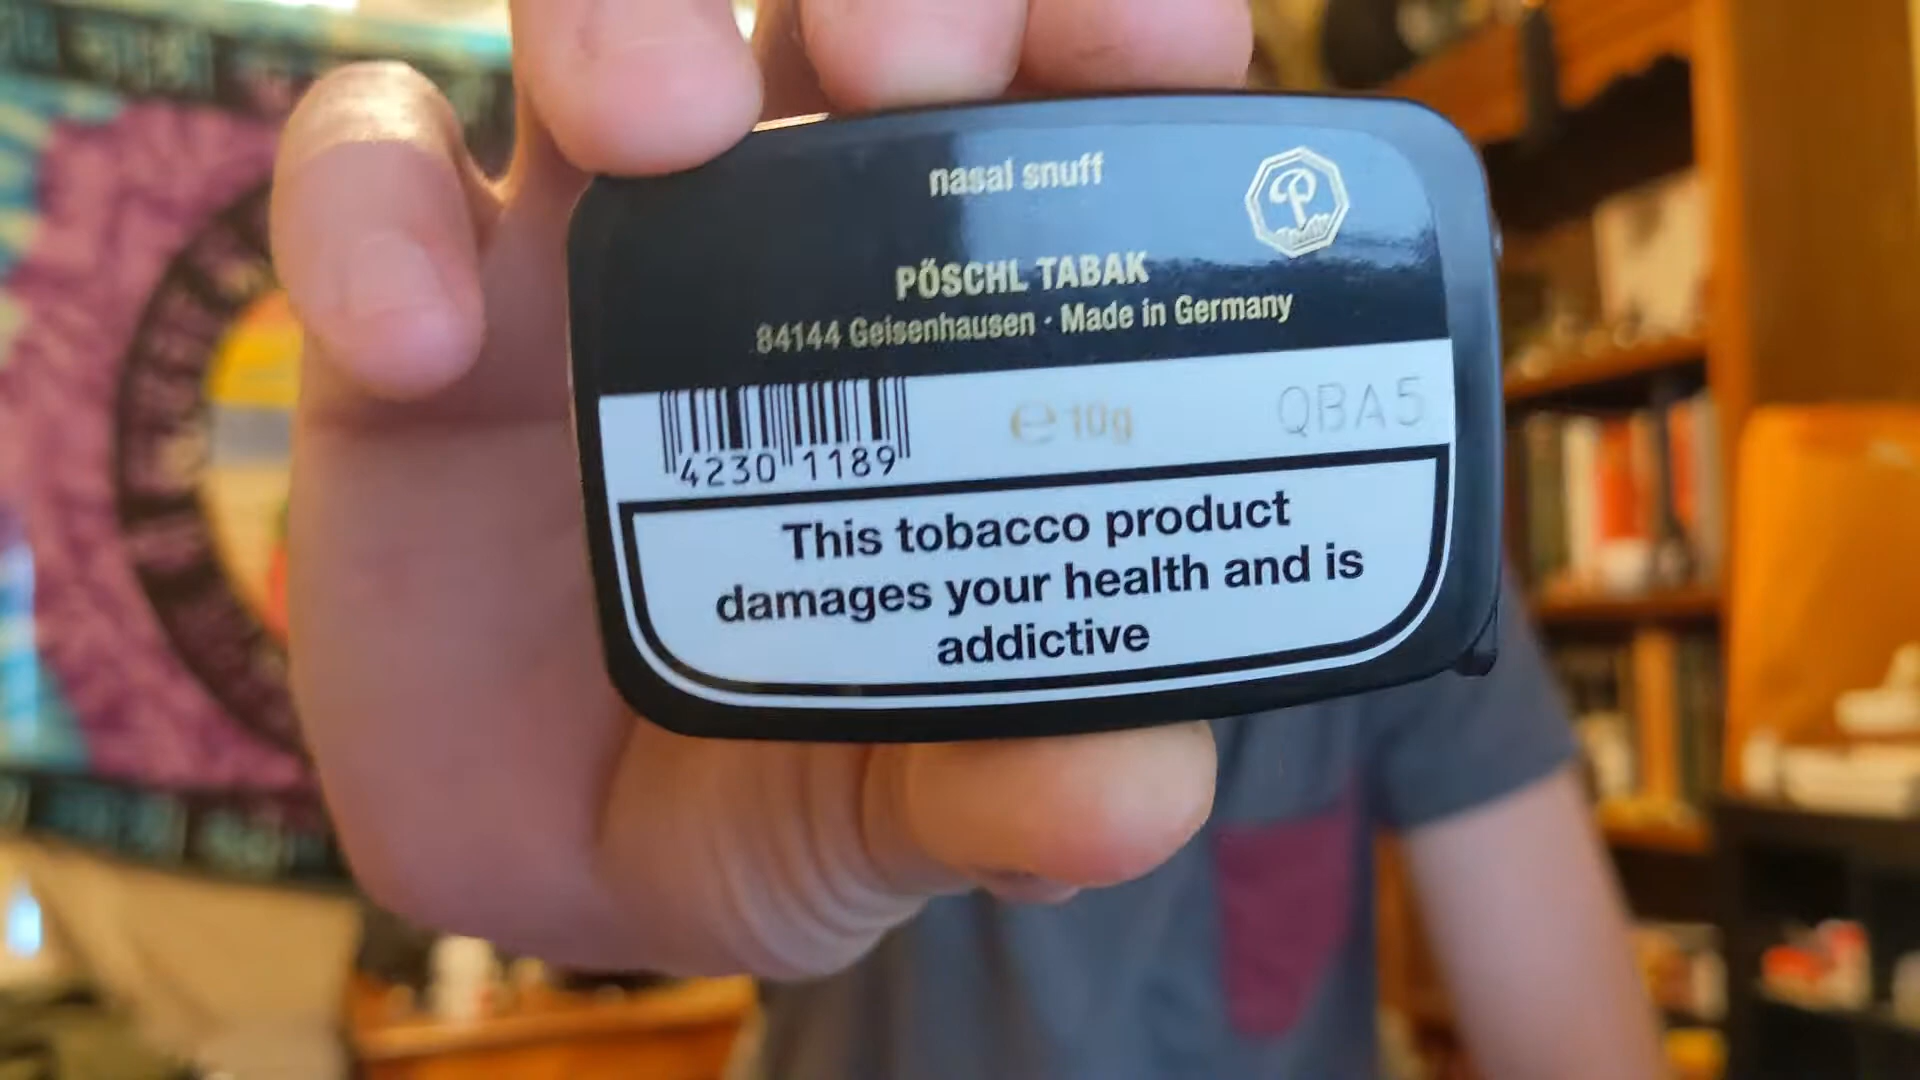 nasal snuff
PÖSCHL TABAK
84144 Geisenhausen · Made in Germany
4230 1189
e 10g
QBA5
This tobacco product
damages your health and is
addictive